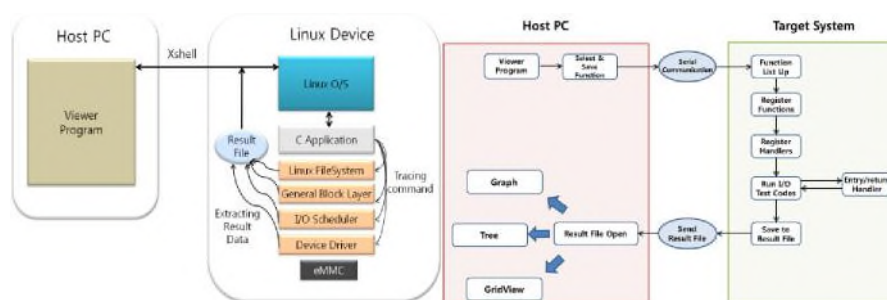 Host PC
Xshell
Viewer
Program
Linux Device
Linux O/S
C Application
Result
File
Linux FileSystem
General Block Layer
I/O Scheduler
Device Driver
eMMC
Tracing
command
Extracting
Result
Data
Host PC
Target System
Viewer
Program
Select &
Save
Function
Serial
Communication
Function
List Up
Register
Functions
Register
Handlers
Run I/O
Test Codes
Entry/return
Handler
Save to
Result File
Send
Result File
Result File Open
Graph
Tree
GridView